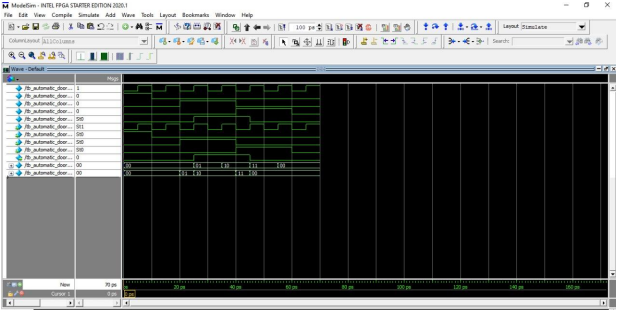 ModelSim - INTEL FPGA STARTER EDITION 2020.1
File Edit View Compile Simulate Add Wave Tools Layout Bookmarks Window Help
100 ps
Layout Simulate
ColumnLayout AllColumns
Search:
Wave - Default
Msgs
/tb_automatic_door... 1
/tb_automatic_door... 0
/tb_automatic_door... 0
/tb_automatic_door... 0
/tb_automatic_door... St0
/tb_automatic_door... St1
/tb_automatic_door... St0
/tb_automatic_door... St0
/tb_automatic_door... St0
/tb_automatic_door... 0
/tb_automatic_door... 00 00 01 10 11 00
/tb_automatic_door... 00 00 01 10 11 00
Now 70 ps 20 ps 40 ps 60 ps 80 ps 100 ps 120 ps 140 ps 160 ps
Cursor 1 0 ps 0 ps